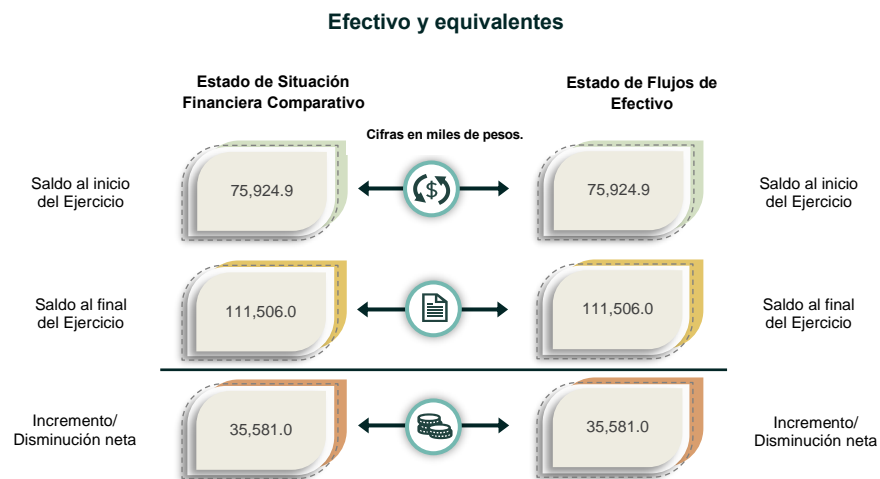 Efectivo y equivalentes
Estado de Situación
Financiera Comparativo
Estado de Flujos de
Efectivo
Cifras en miles de pesos.
Saldo al inicio
del Ejercicio
75,924.9
$
75,924.9
Saldo al inicio
del Ejercicio
Saldo al final
del Ejercicio
111,506.0
111,506.0
Saldo al final
del Ejercicio
Incremento/
Disminución neta
35,581.0
35,581.0
Incremento/
Disminución neta